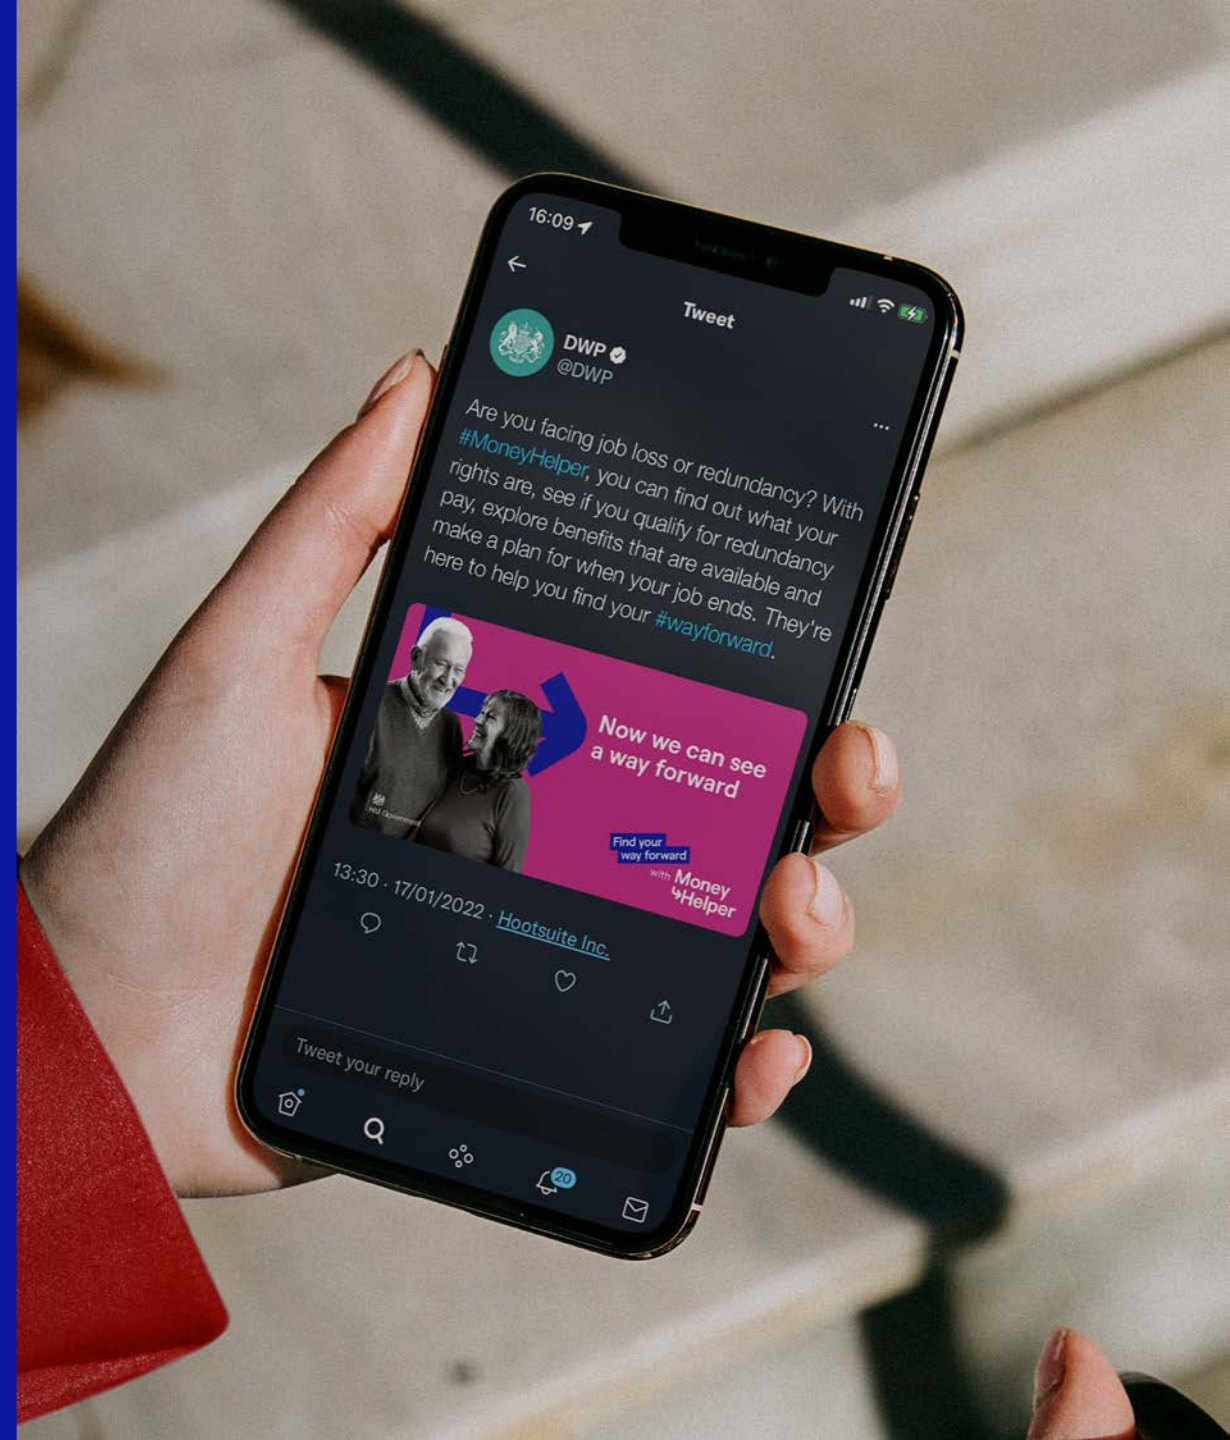 16:09
Tweet
DWP
@DWP
Are you facing job loss or redundancy? With
#MoneyHelper, you can find out what your
rights are, see if you qualify for redundancy
pay, explore benefits that are available and
make a plan for when your job ends. They're
here to help you find your #wayforward.
Now we can see
a way forward
HM Government
Find your
way forward
with Money
Helper
13:30 · 17/01/2022 · Hootsuite Inc.
Tweet your reply
20